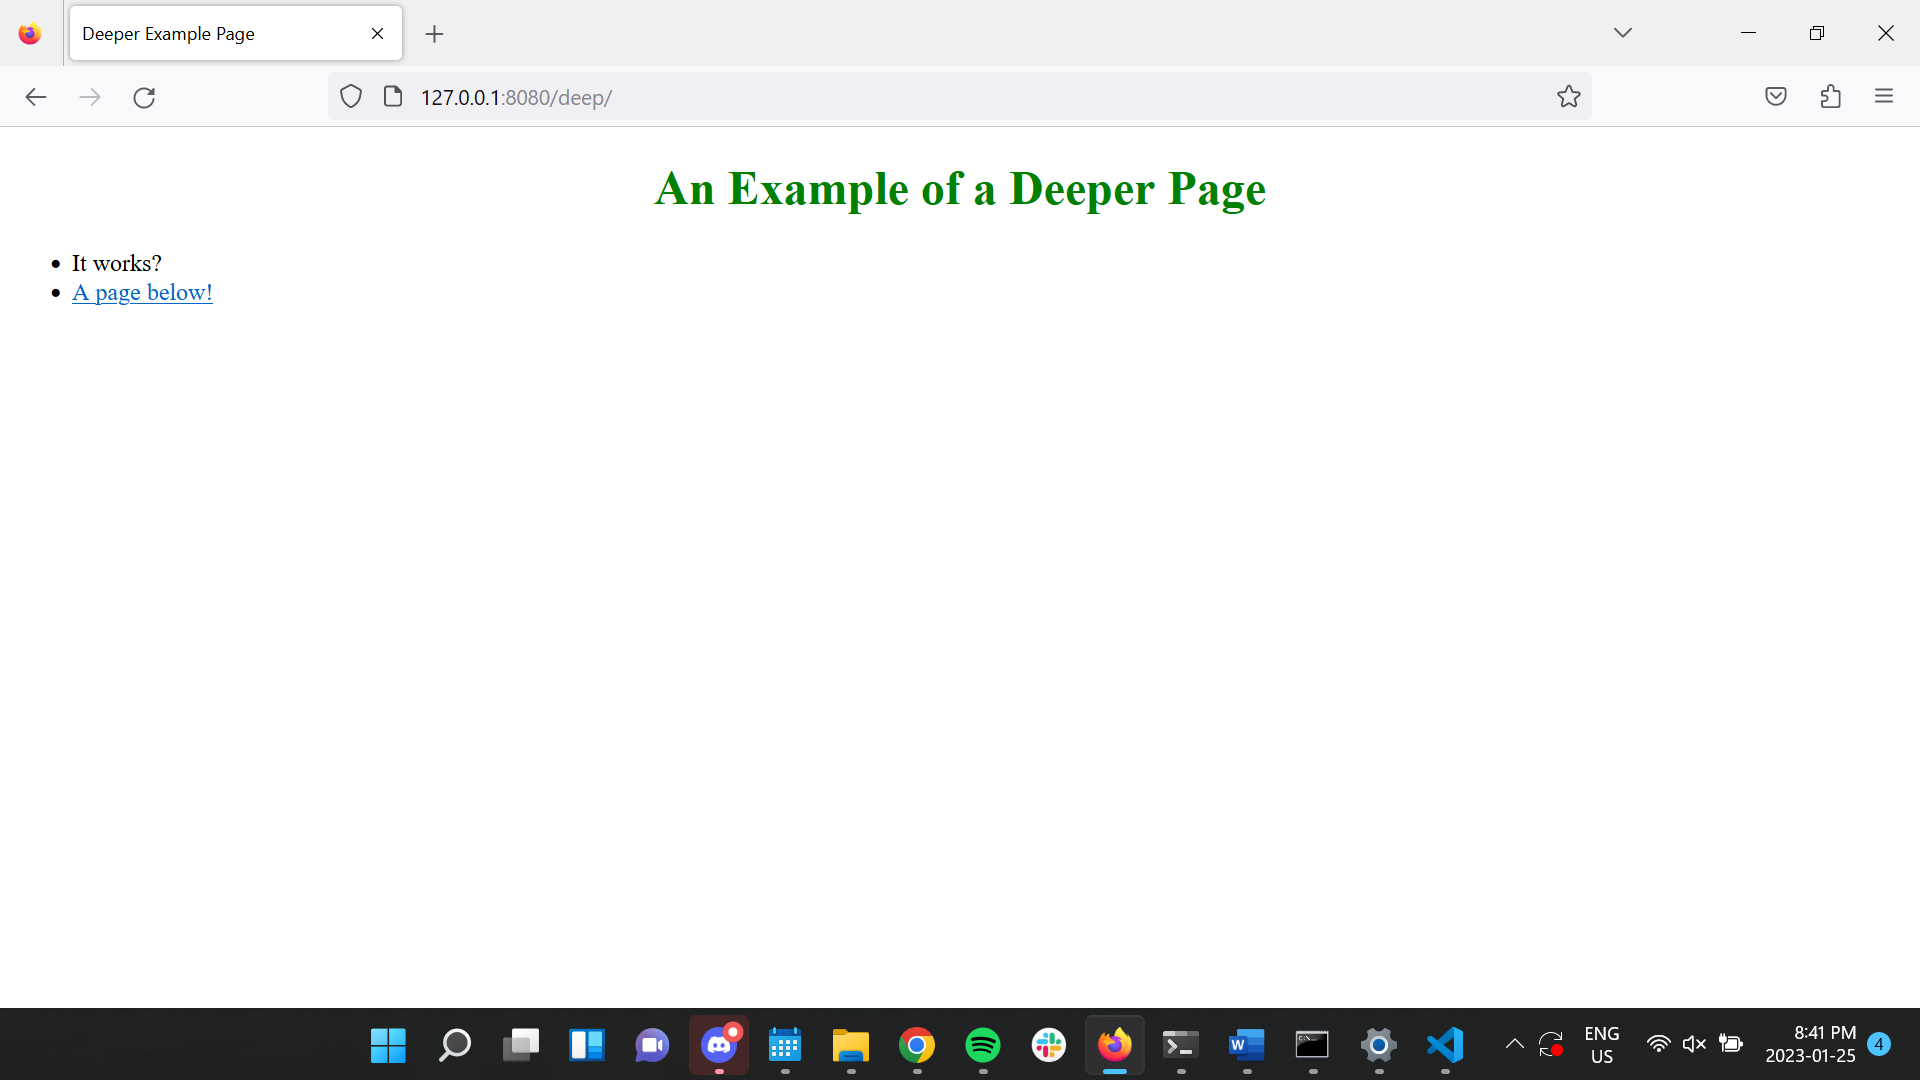 Deeper Example Page
127.0.0.1:8080/deep/
An Example of a Deeper Page
It works?
A page below!
ENG
US
8:41 PM
2023-01-25
4